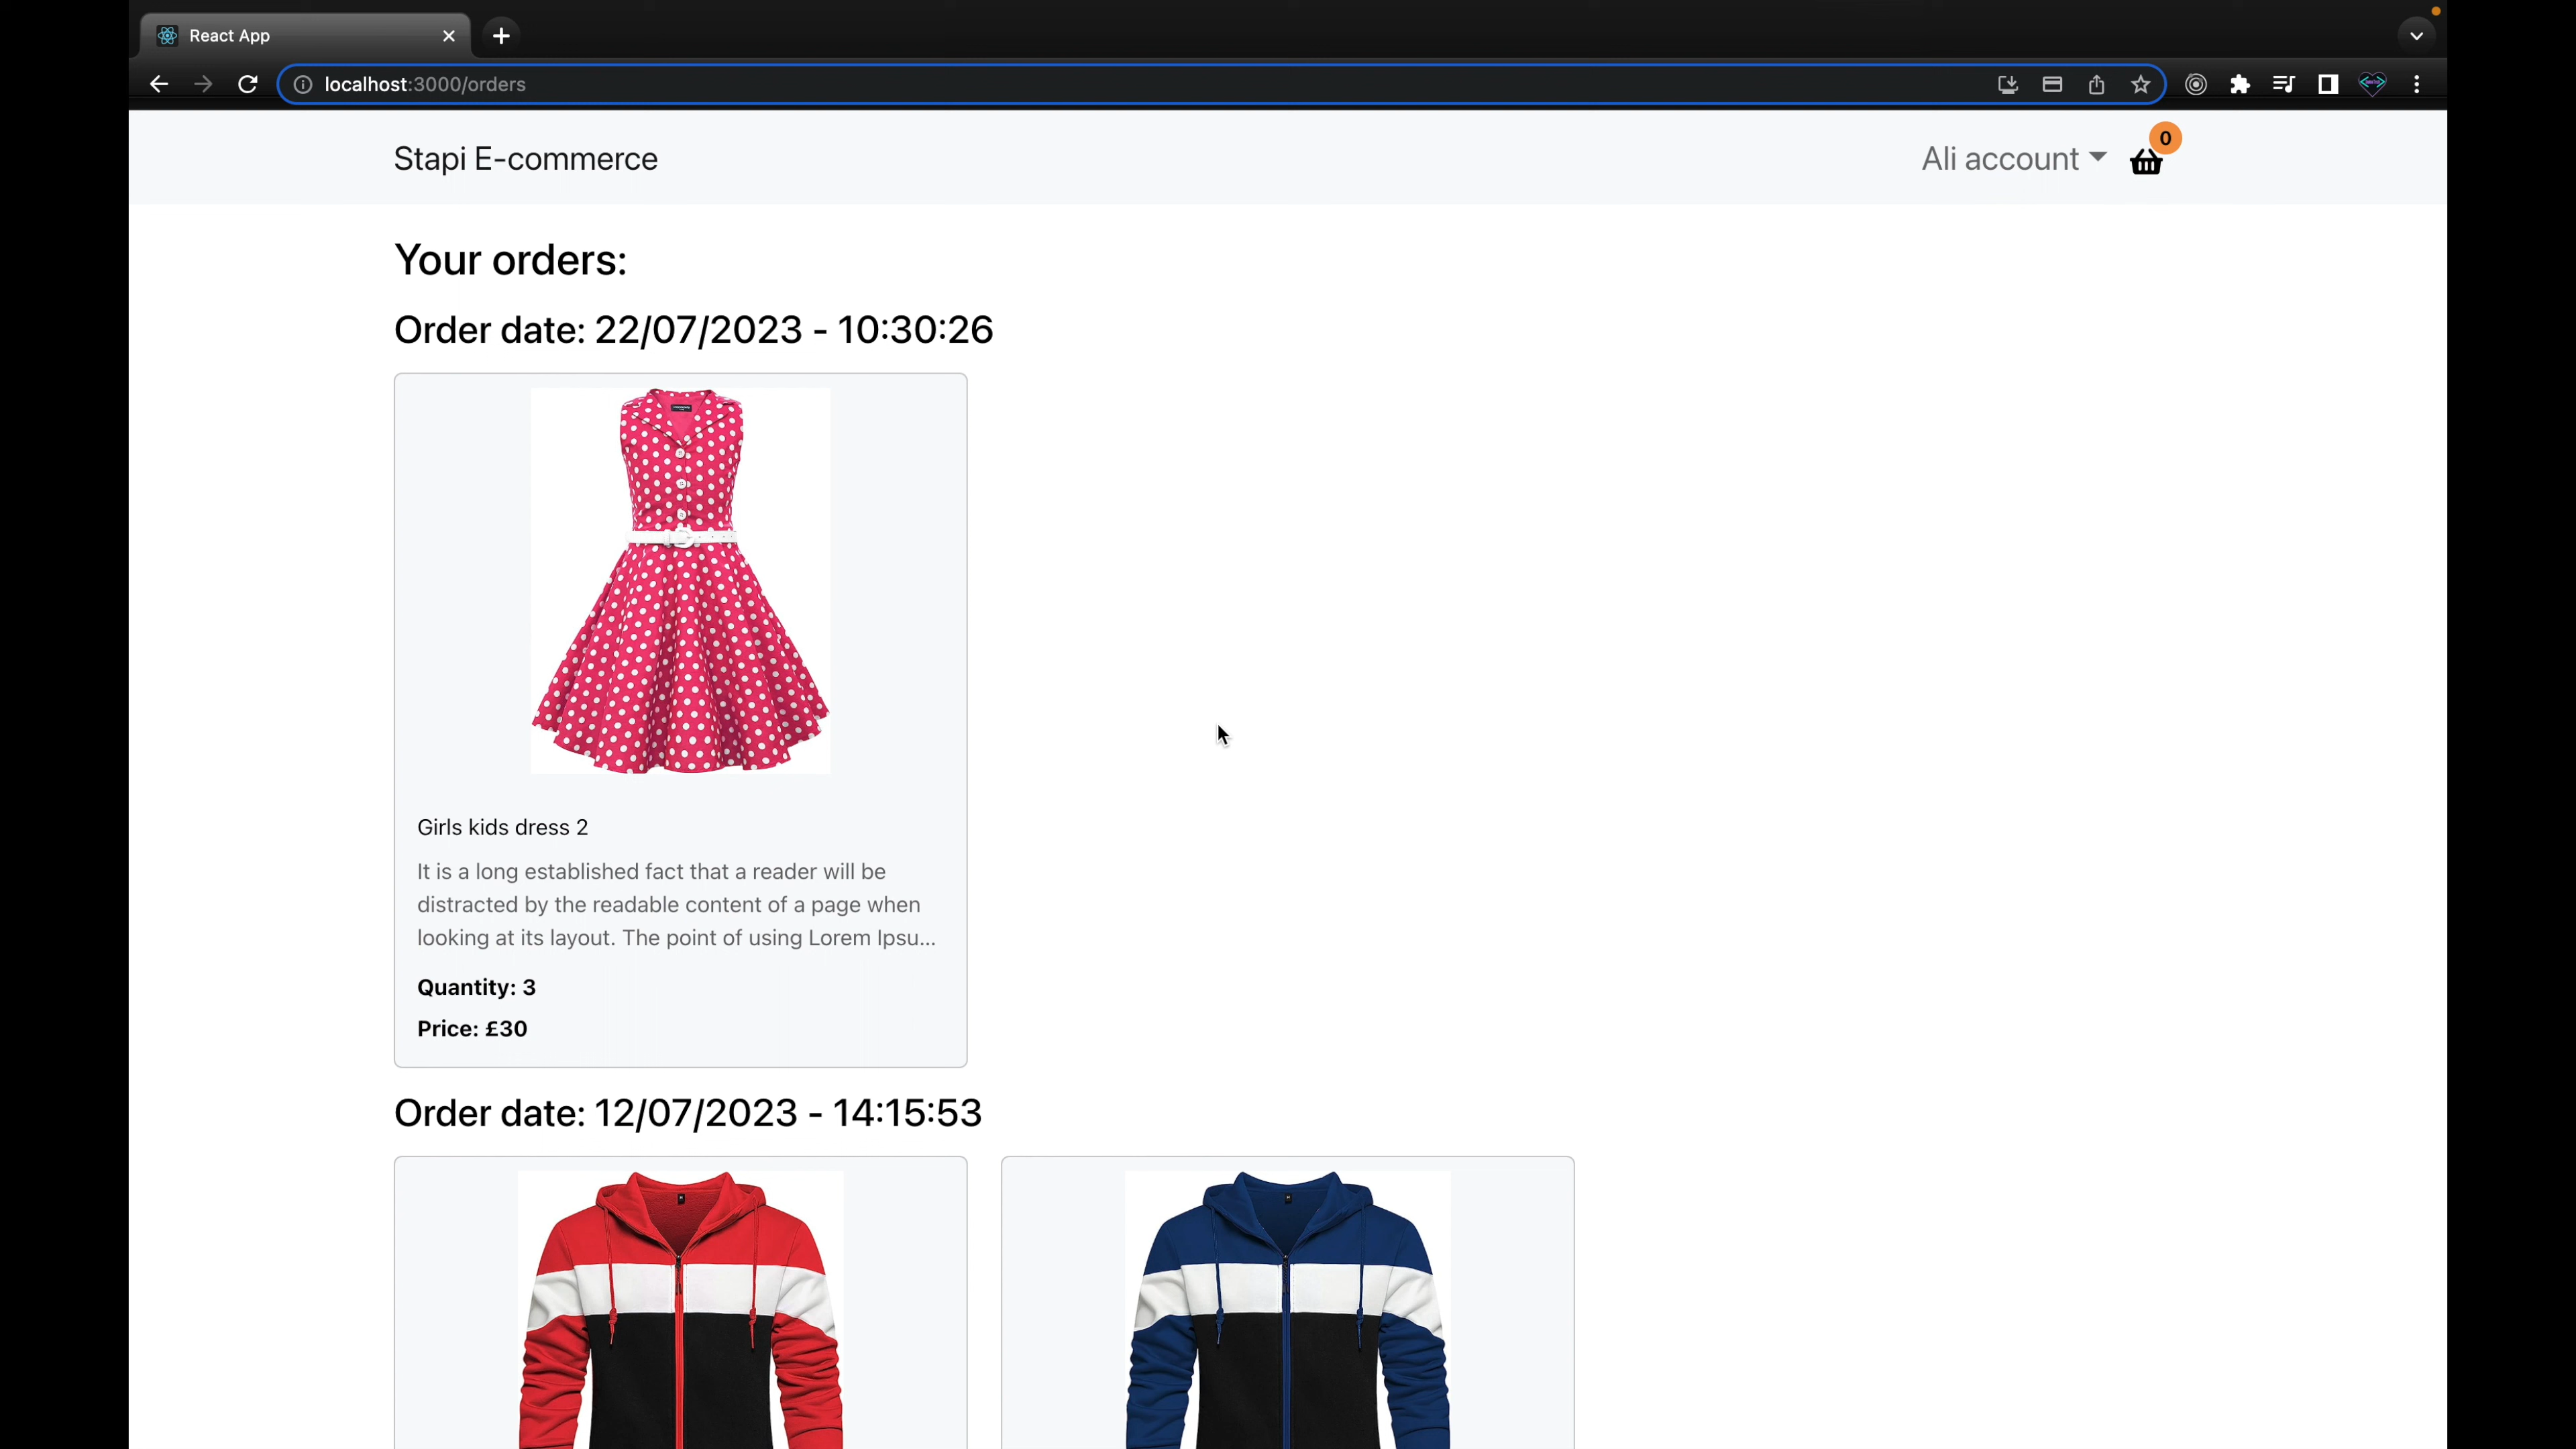 React App
localhost:3000/orders
Stapi E-commerce
Ali account
0
Your orders:
Order date: 22/07/2023 - 10:30:26
Girls kids dress 2
It is a long established fact that a reader will be
distracted by the readable content of a page when
looking at its layout. The point of using Lorem Ipsu...
Quantity: 3
Price: £30
Order date: 12/07/2023 - 14:15:53